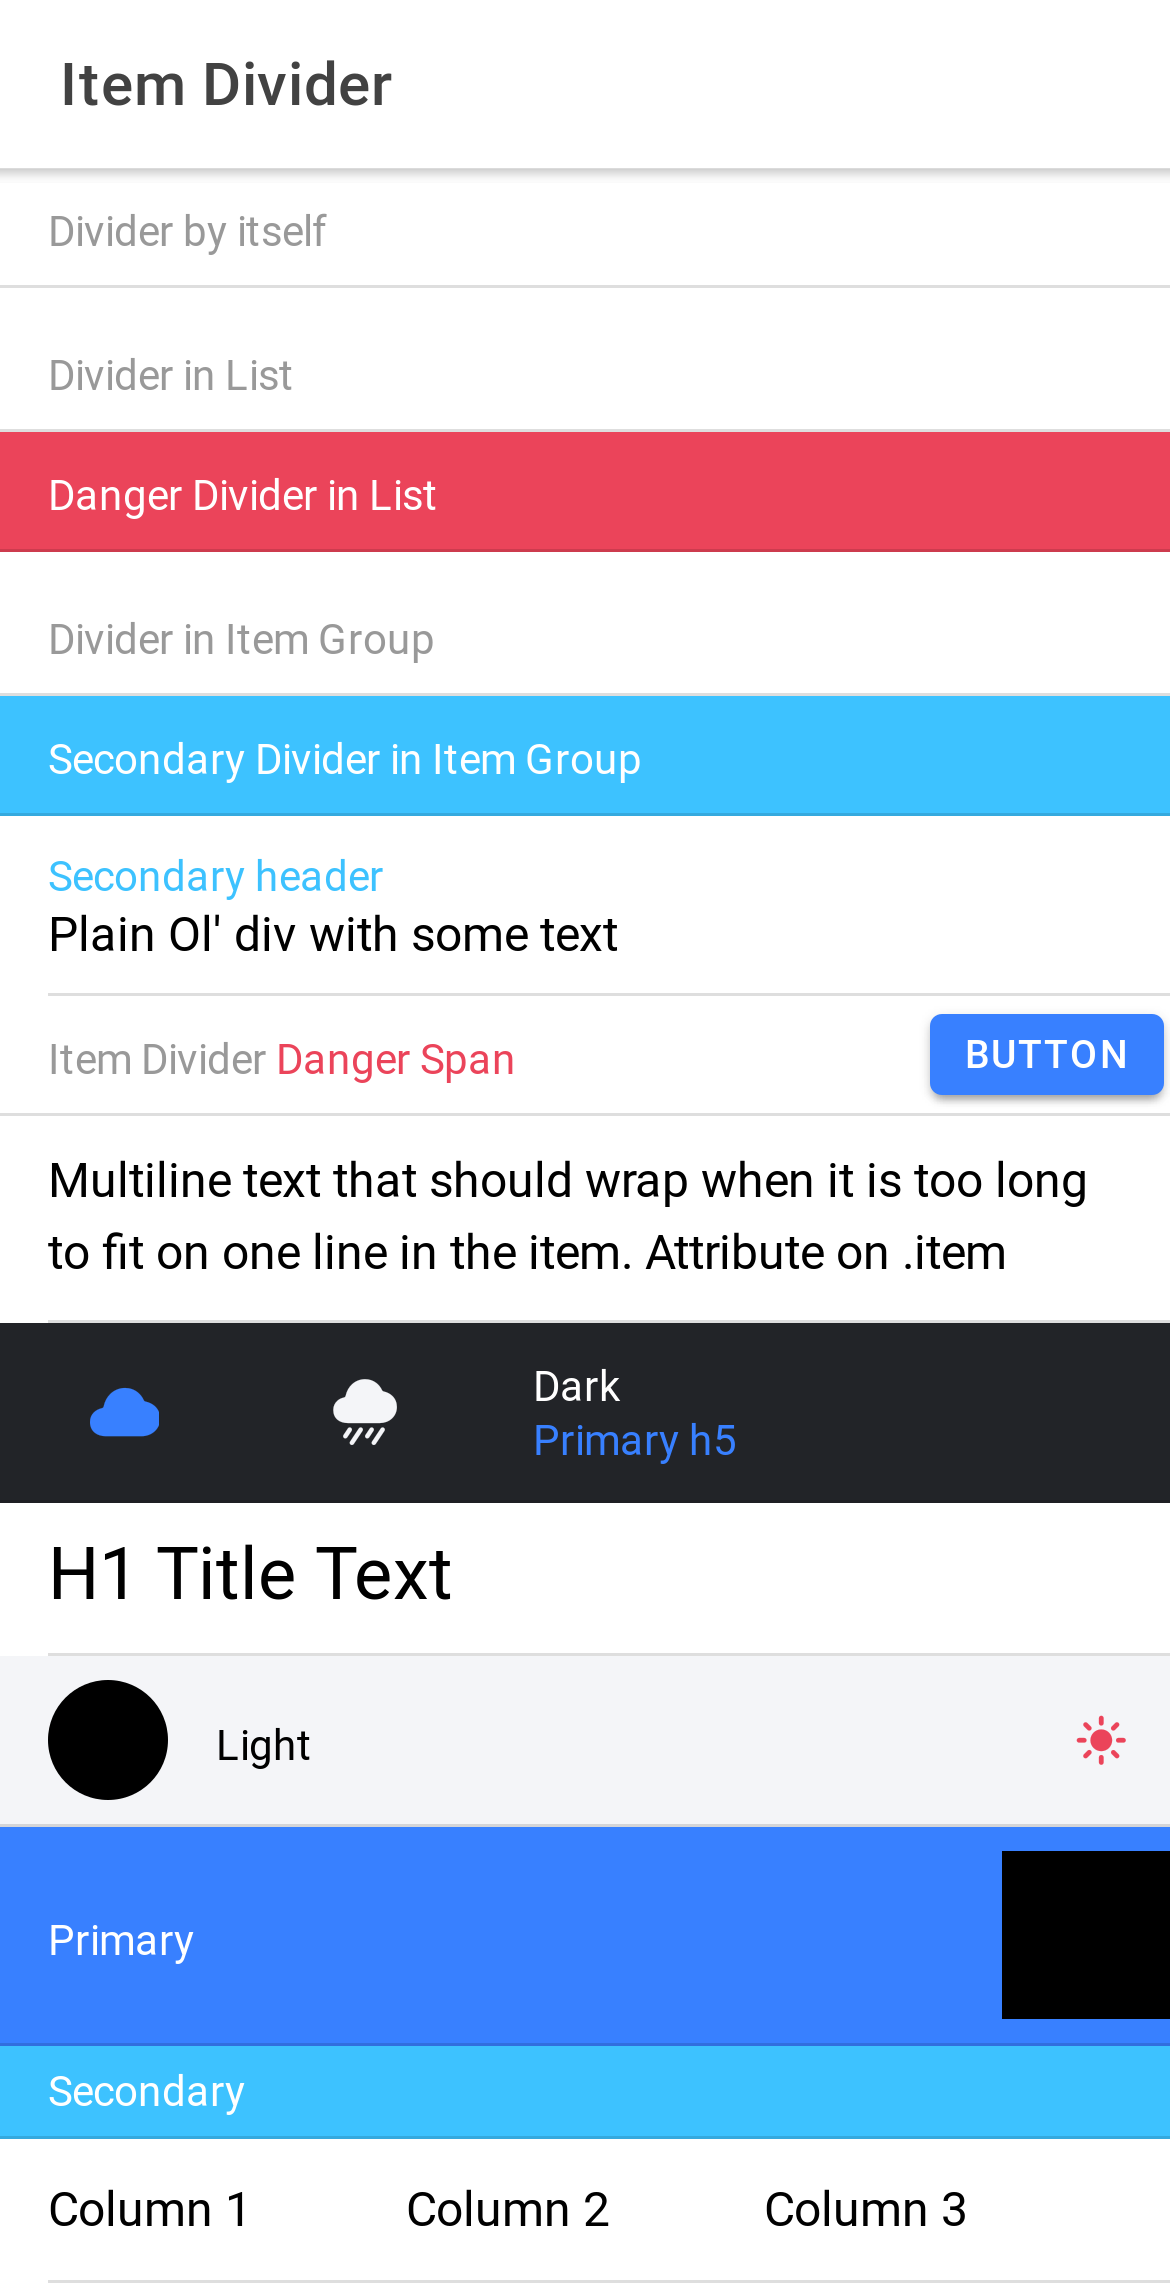 Item Divider
Divider by itself
Divider in List
Danger Divider in List
Divider in Item Group
Secondary Divider in Item Group
Secondary header
Plain Ol' div with some text
Item Divider Danger Span
BUTTON
Multiline text that should wrap when it is too long
to fit on one line in the item. Attribute on .item
Dark
Primary h5
H1 Title Text
Light
Primary
Secondary
Column 1 Column 2 Column 3